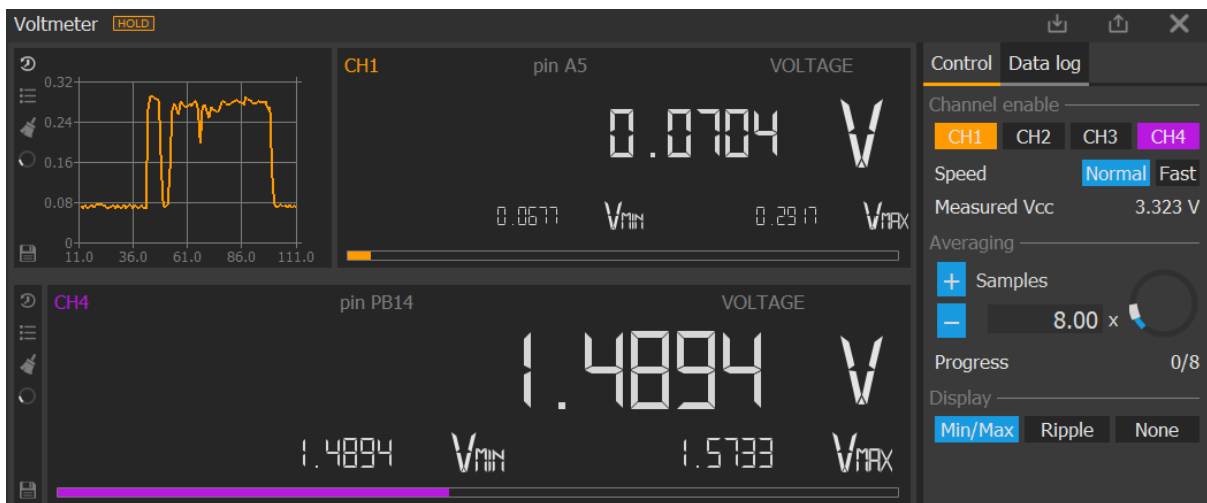 Voltmeter HOLD
0.32
0.24
0.16
0.08
0
11.0 36.0 61.0 86.0 111.0
CH1 pin A5 VOLTAGE
0.0704 V
0.0677 VMIN 0.2917 VMAX
CH4 pin PB14 VOLTAGE
1.4894 V
1.4894 VMIN 1.5733 VMAX
Control Data log
Channel enable
CH1 CH2 CH3 CH4
Speed Normal Fast
Measured Vcc 3.323 V
Averaging
+ Samples
− 8.00 x
Progress 0/8
Display
Min/Max Ripple None